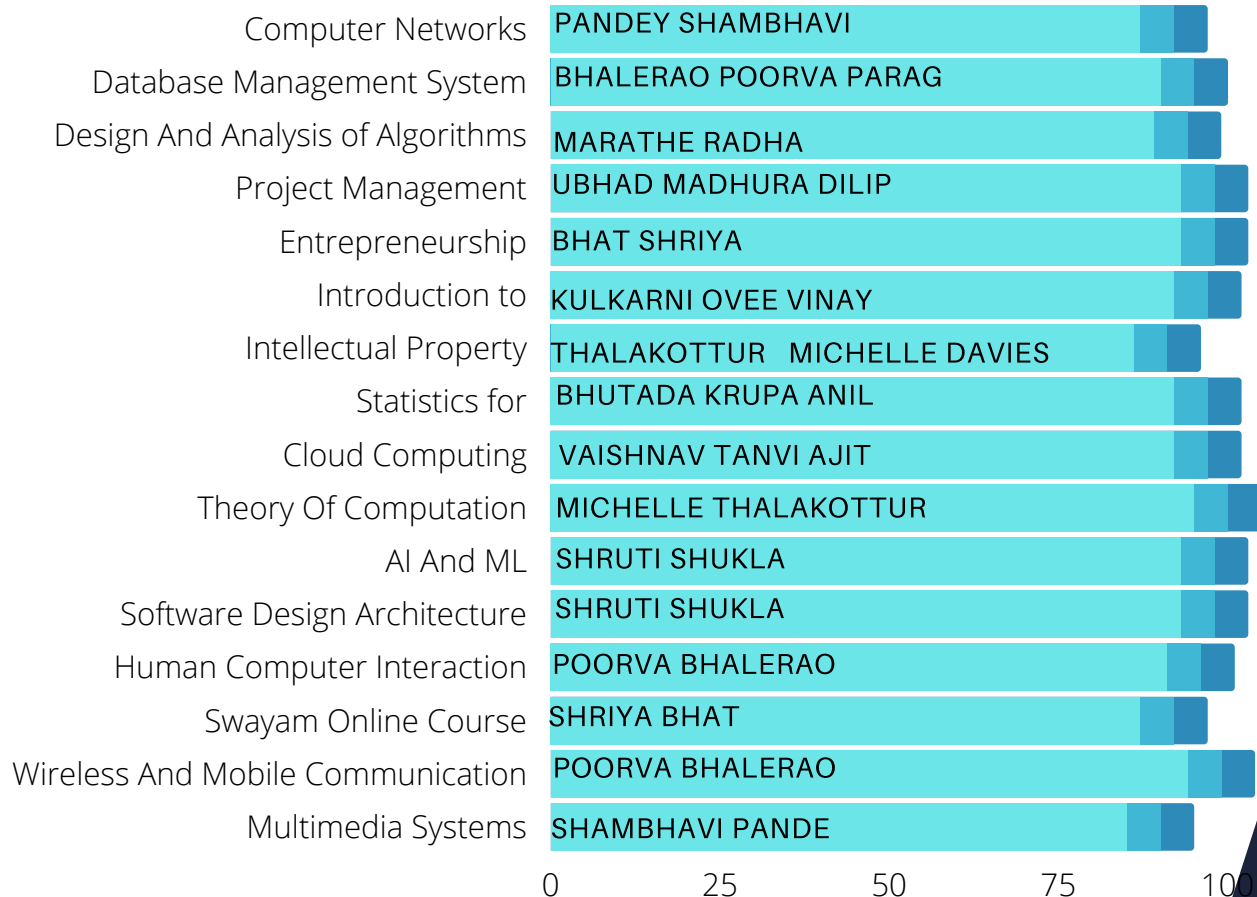 Computer Networks PANDEY SHAMBHAVI
Database Management System BHALERAO POORVA PARAG
Design And Analysis of Algorithms MARATHE RADHA
Project Management UBHAD MADHURA DILIP
Entrepreneurship BHAT SHRIYA
Introduction to KULKARNI OVEE VINAY
Intellectual Property THALAKOTTUR MICHELLE DAVIES
Statistics for BHUTADA KRUPA ANIL
Cloud Computing VAISHNAV TANVI AJIT
Theory Of Computation MICHELLE THALAKOTTUR
AI And ML SHRUTI SHUKLA
Software Design Architecture SHRUTI SHUKLA
Human Computer Interaction POORVA BHALERAO
Swayam Online Course SHRIYA BHAT
Wireless And Mobile Communication POORVA BHALERAO
Multimedia Systems SHAMBHAVI PANDE
0 25 50 75 100